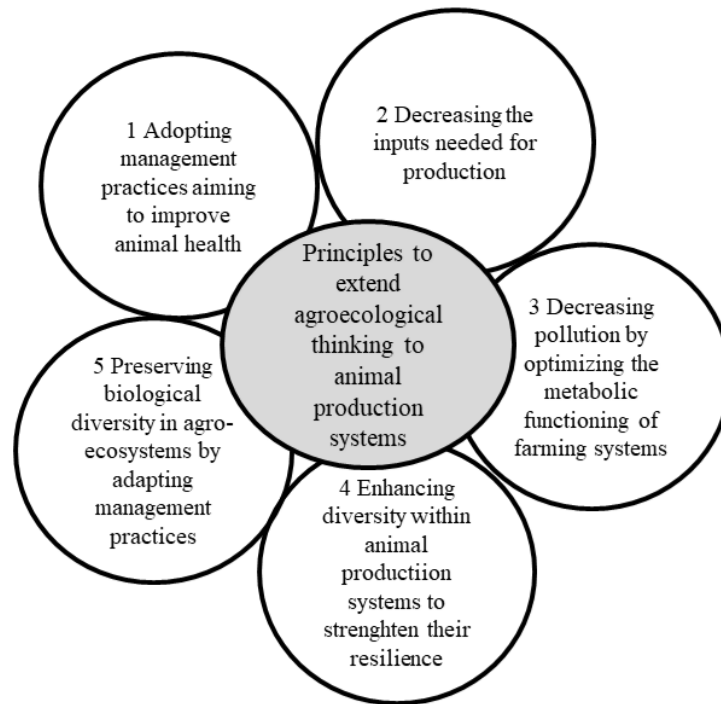 1 Adopting
management
practices aiming
to improve
animal health
2 Decreasing the
inputs needed for
production
Principles to
extend
agroecological
thinking to
animal
production
systems
3 Decreasing
pollution by
optimizing the
metabolic
functioning of
farming systems
4 Enhancing
diversity within
animal
productiion
systems to
strenghten their
resilience
5 Preserving
biological
diversity in agro-
ecosystems by
adapting
management
practices